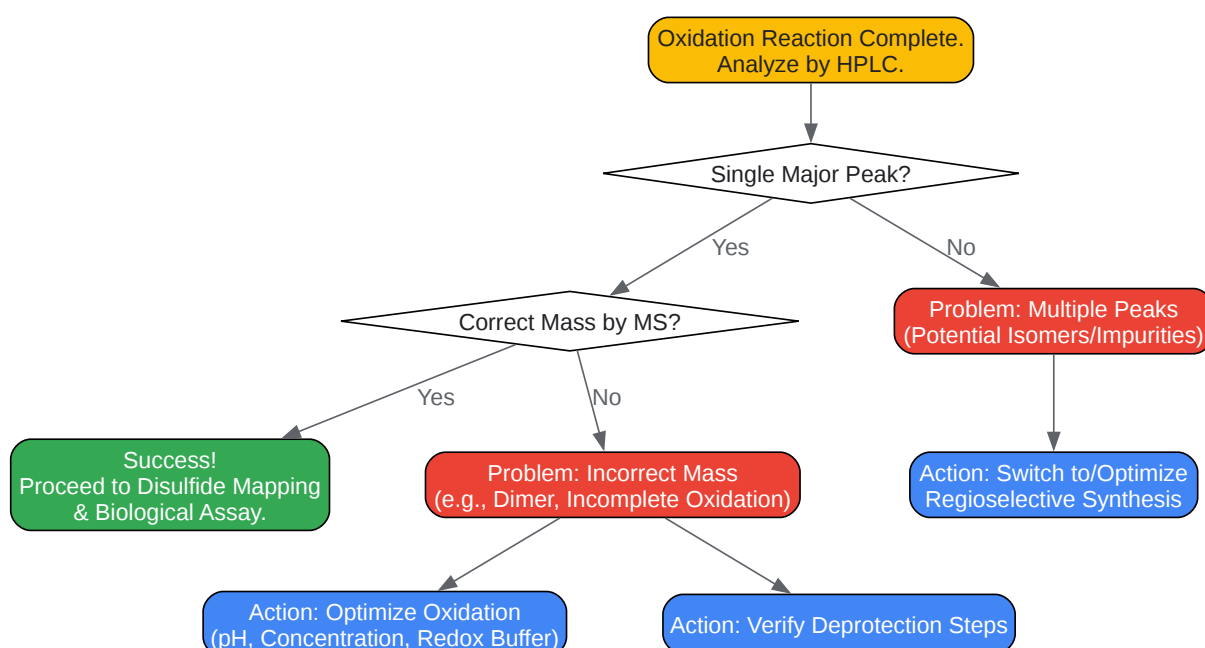 Oxidation Reaction Complete.
Analyze by HPLC.
Single Major Peak?
Yes
No
Correct Mass by MS?
Problem: Multiple Peaks
(Potential Isomers/Impurities)
Yes
No
Success!
Proceed to Disulfide Mapping
& Biological Assay.
Problem: Incorrect Mass
(e.g., Dimer, Incomplete Oxidation)
Action: Switch to/Optimize
Regioselective Synthesis
Action: Optimize Oxidation
(pH, Concentration, Redox Buffer)
Action: Verify Deprotection Steps